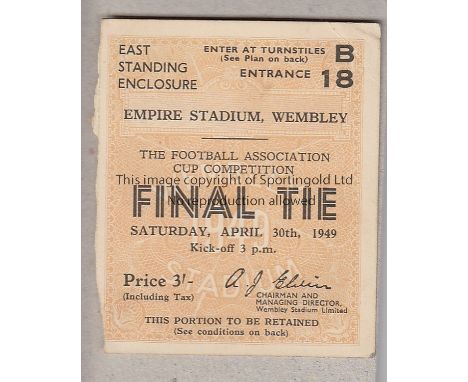 EAST
STANDING
ENCLOSURE
ENTER AT TURNSTILES
(See Plan on back)
ENTRANCE
B
18
EMPIRE STADIUM, WEMBLEY
THE FOOTBALL ASSOCIATION
CUP COMPETITION
This image copyright of Sportingold Ltd
FINAL TIE
No reproduction allowed
SATURDAY, APRIL 30th, 1949
Kick-off 3 p.m.
1949
STADIUM
Price 3/-
(Including Tax)
A. J. Elvin
CHAIRMAN AND
MANAGING DIRECTOR,
Wembley Stadium Limited
THIS PORTION TO BE RETAINED
(See conditions on back)